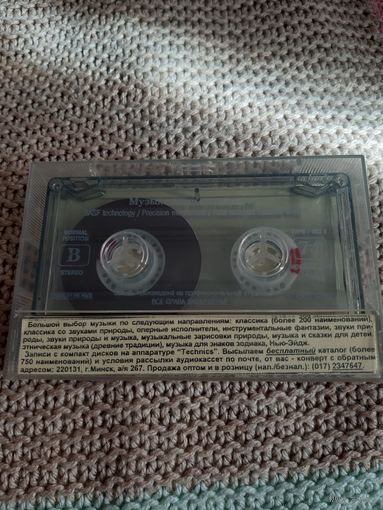 Музы
BASF technology / Precision
NORMAL
POSITION
B
STEREO
ВСЕ ПРАВА
Большой выбор музыки по следующим направлениям: классика (более 200 наименований),
классика со звуками природы, оперные исполнители, инструментальные фантазии, звуки при-
роды, звуки природы и музыка, музыкальные зарисовки природы, музыка и сказки для детей,
этническая музыка (древние традиции), музыка для знаков зодиака, Нью-Эйдж.
Записи с компакт дисков на аппаратуре "Technics". Высылаем бесплатный каталог (более
750 наименований) и условия рассылки аудиокассет по почте, от вас - конверт с обратным
адресом: 220131, г.Минск, а/я 267. Продажа оптом и в розницу (нал./безнал.): (017) 2347647.